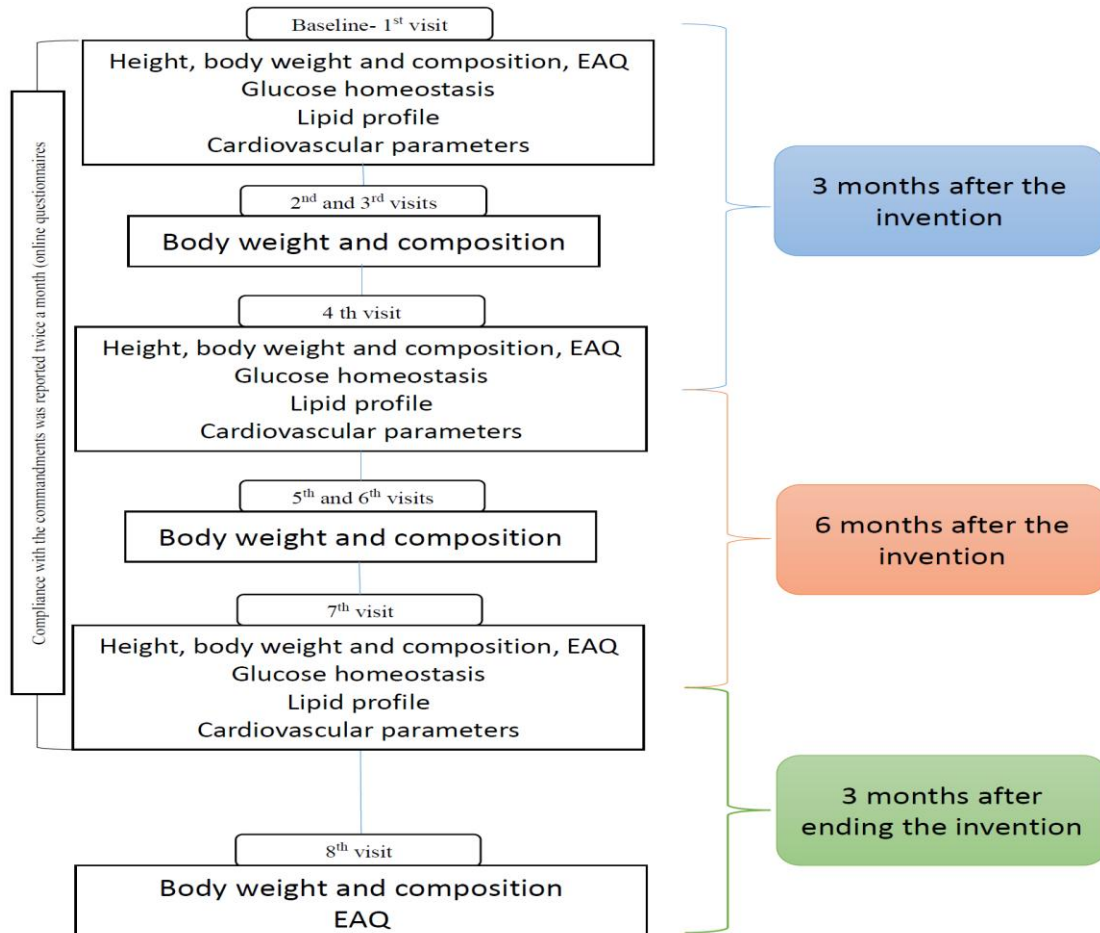 Baseline- 1st visit
Height, body weight and composition, EAQ
Glucose homeostasis
Lipid profile
Cardiovascular parameters
2nd and 3rd visits
Body weight and composition
4 th visit
Height, body weight and composition, EAQ
Glucose homeostasis
Lipid profile
Cardiovascular parameters
5th and 6th visits
Body weight and composition
7th visit
Height, body weight and composition, EAQ
Glucose homeostasis
Lipid profile
Cardiovascular parameters
8th visit
Body weight and composition
EAQ
Compliance with the commandments was reported twice a month (online questionnaires
3 months after the
invention
6 months after the
invention
3 months after
ending the invention